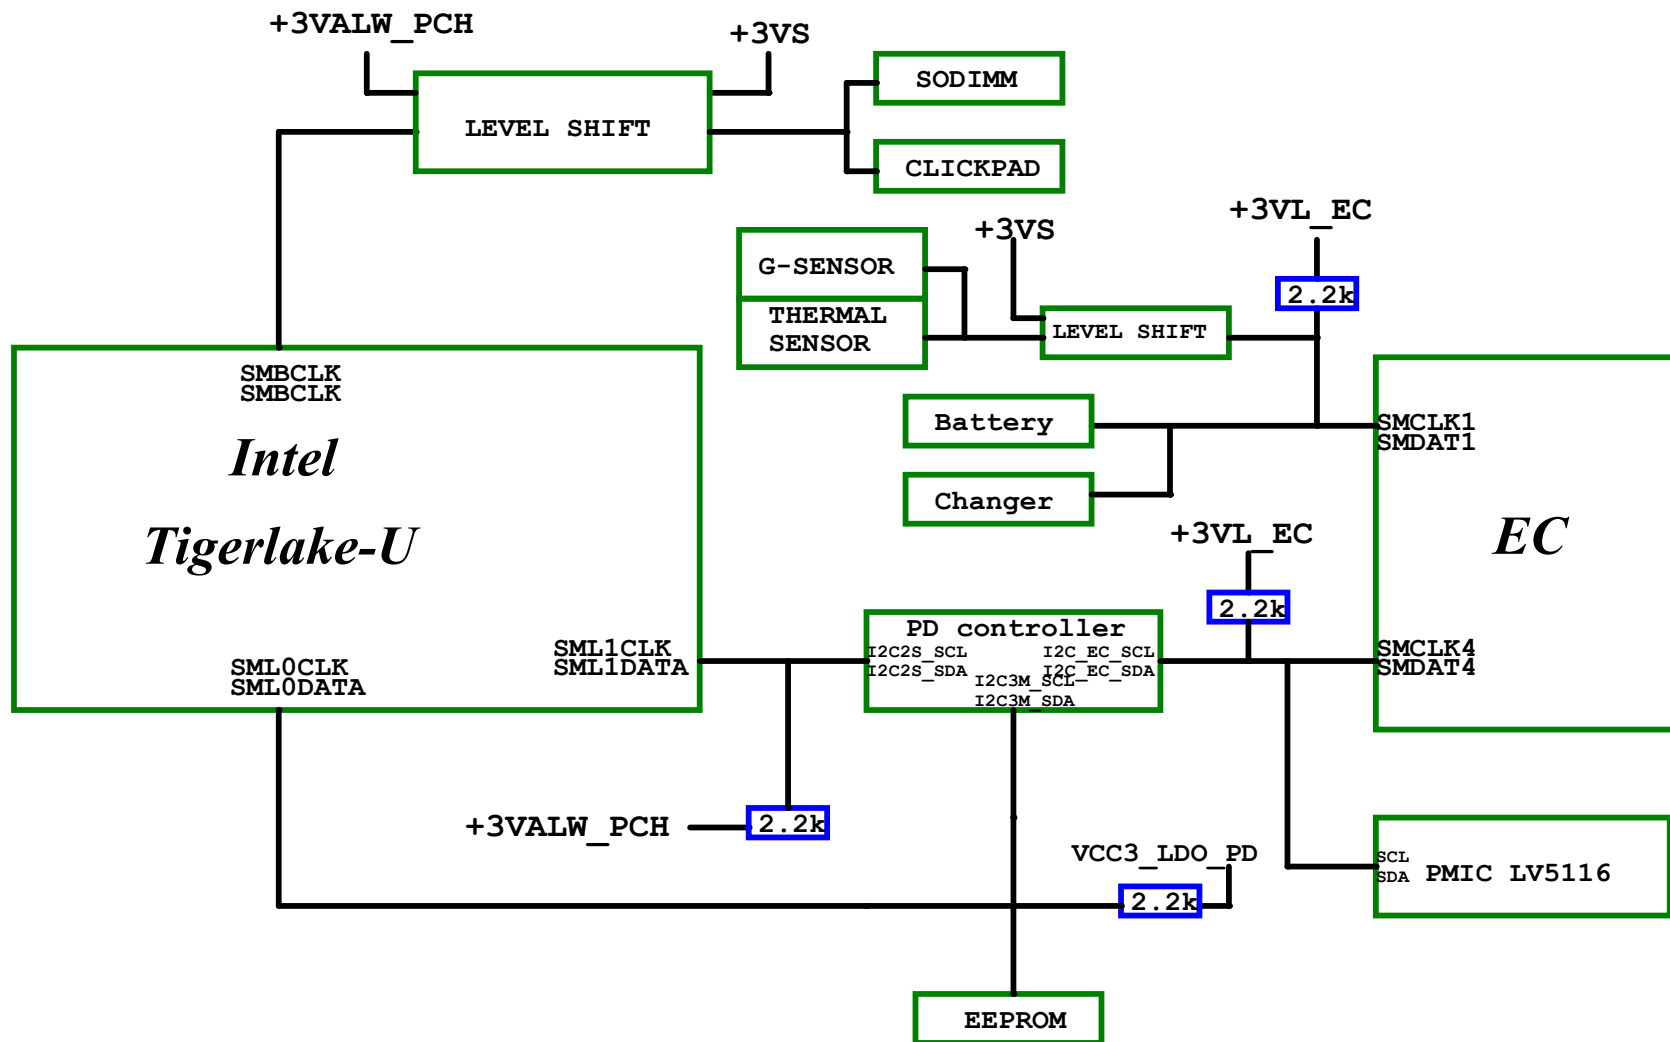 +3VALW_PCH
+3VS
LEVEL SHIFT
SODIMM
CLICKPAD
+3VL_EC
+3VS
G-SENSOR
2.2k
THERMAL
SENSOR
LEVEL SHIFT
SMBCLK
SMBCLK
Intel
Tigerlake-U
Battery
SMCLK1
SMDAT1
Changer
+3VL_EC
EC
2.2k
PD controller
SML1CLK
SML1DATA
I2C2S_SCL
I2C2S_SDA
I2C_EC_SCL
I2C_EC_SDA
SMCLK4
SMDAT4
SML0CLK
SML0DATA
I2C3M_SCL
I2C3M_SDA
+3VALW_PCH
2.2k
VCC3_LDO_PD
SCL
SDA
PMIC LV5116
2.2k
EEPROM